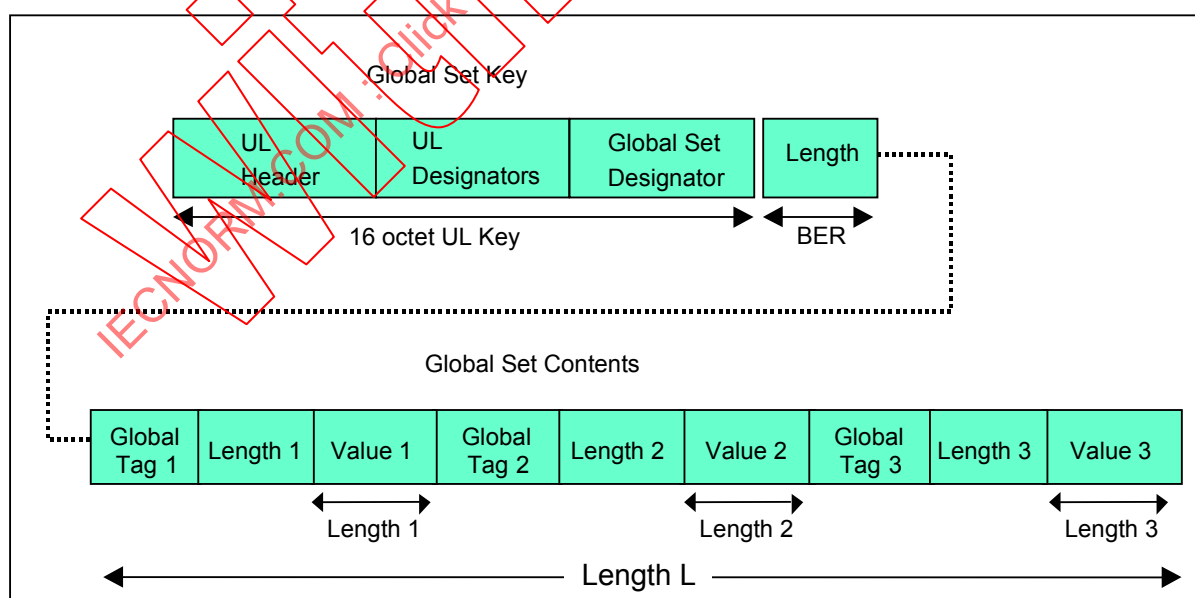 IECNORM.COM : Click
Global Set Key
UL Header
UL Designators
Global Set Designator
Length
16 octet UL Key
BER
Global Set Contents
Global Tag 1
Length 1
Value 1
Global Tag 2
Length 2
Value 2
Global Tag 3
Length 3
Value 3
Length 1
Length 2
Length 3
Length L